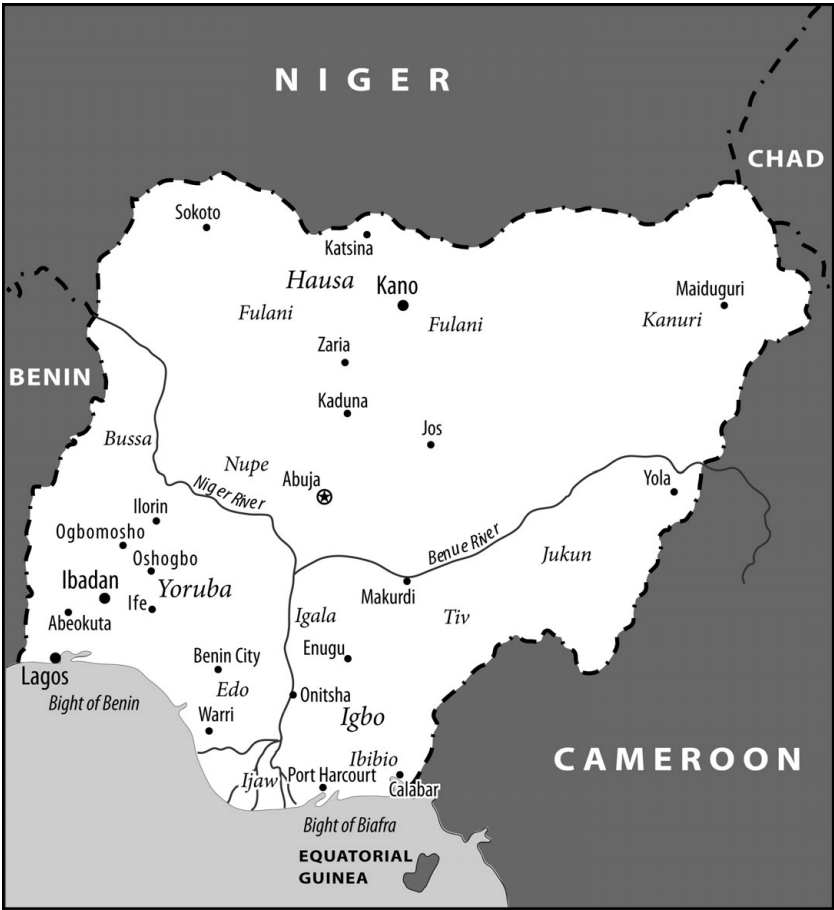 NIGER
CHAD
Sokoto
Katsina
Hausa
Kano
Maiduguri
Fulani
Fulani
Kanuri
Zaria
BENIN
Kaduna
Jos
Bussa
Nupe
Abuja
Niger River
Yola
Ilorin
Ogbomosho
Benue River
Oshogbo
Jukun
Ibadan
Yoruba
Makurdi
Ife
Igala
Tiv
Abeokuta
Enugu
Benin City
Lagos
Edo
Onitsha
Bight of Benin
Warri
Igbo
Ibibio
CAMEROON
Ijaw
Port Harcourt
Calabar
Bight of Biafra
EQUATORIAL
GUINEA